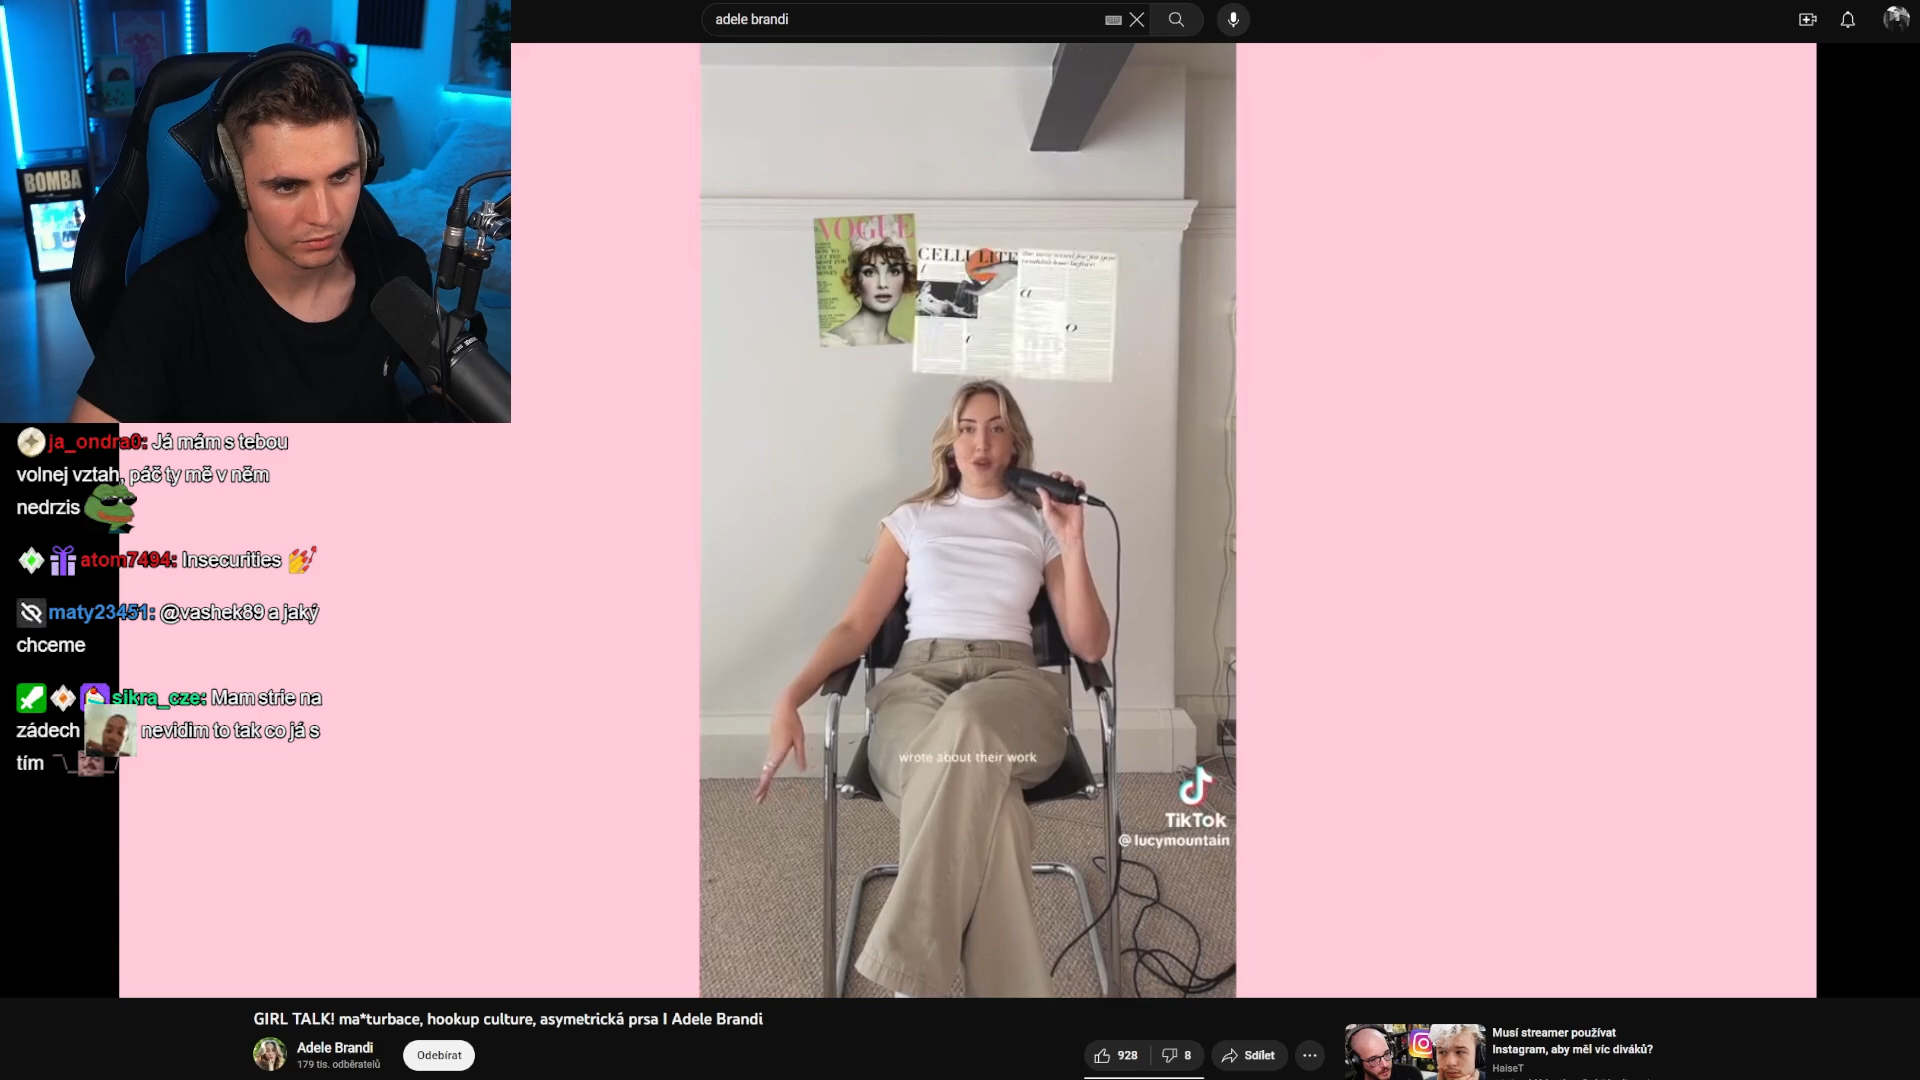 adele brandi
BOMBA
VOGUE
CELLULITE
ja_ondra0: Já mám s tebou
volnej vztah, páč ty mě v něm
nedrzis
atom7494: Insecurities
maty23451: @vashek89 a jaký
chceme
sikra_cze: Mam strie na
zádech nevidim to tak co já s
tím
wrote about their work
TikTok
@lucymountain
GIRL TALK! ma*turbace, hookup culture, asymetrická prsa I Adele Brandi
Adele Brandi
179 tis. odběratelů
Odebírat
928
8
Sdílet
Musí streamer používat
Instagram, aby měl víc diváků?
HaiseT